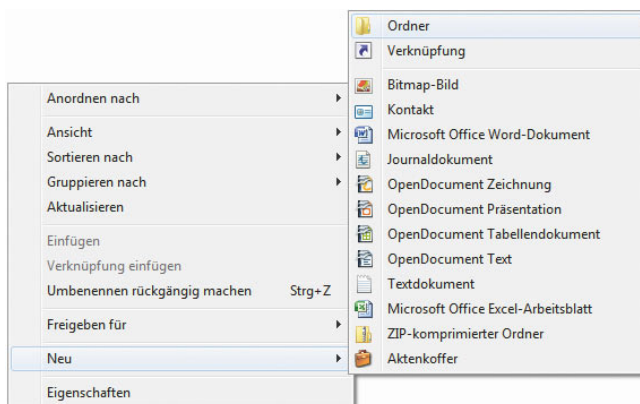 Anordnen nach
Ansicht
Sortieren nach
Gruppieren nach
Aktualisieren
Einfügen
Verknüpfung einfügen
Umbenennen rückgängig machen Strg+Z
Freigeben für
Neu
Eigenschaften
Ordner
Verknüpfung
Bitmap-Bild
Kontakt
Microsoft Office Word-Dokument
Journaldokument
OpenDocument Zeichnung
OpenDocument Präsentation
OpenDocument Tabellendokument
OpenDocument Text
Textdokument
Microsoft Office Excel-Arbeitsblatt
ZIP-komprimierter Ordner
Aktenkoffer